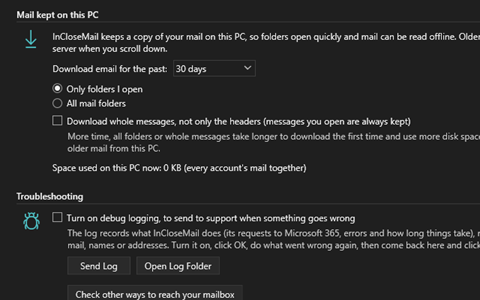 Mail kept on this PC
InCloseMail keeps a copy of your mail on this PC, so folders open quickly and mail can be read offline. Older
server when you scroll down.
Download email for the past: 30 days
Only folders I open
All mail folders
Download whole messages, not only the headers (messages you open are always kept)
More time, all folders or whole messages take longer to download the first time and use more disk space
older mail from this PC.
Space used on this PC now: 0 KB (every account's mail together)
Troubleshooting
Turn on debug logging, to send to support when something goes wrong
The log records what InCloseMail does (its requests to Microsoft 365, errors and how long things take),
mail, names or addresses. Turn it on, click OK, do what went wrong again, then come back here and click
Send Log Open Log Folder
Check other ways to reach your mailbox